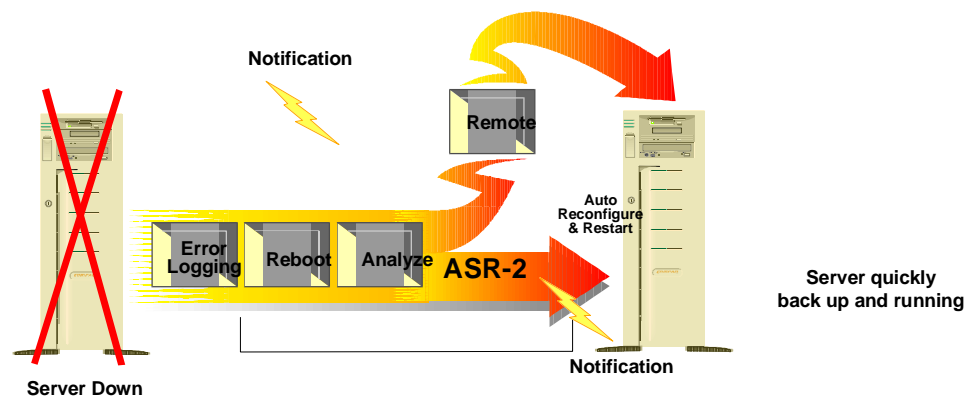 Notification
Remote
Auto
Reconfigure
& Restart
Error
Logging
Reboot
Analyze
ASR-2
Server quickly
back up and running
Notification
Server Down